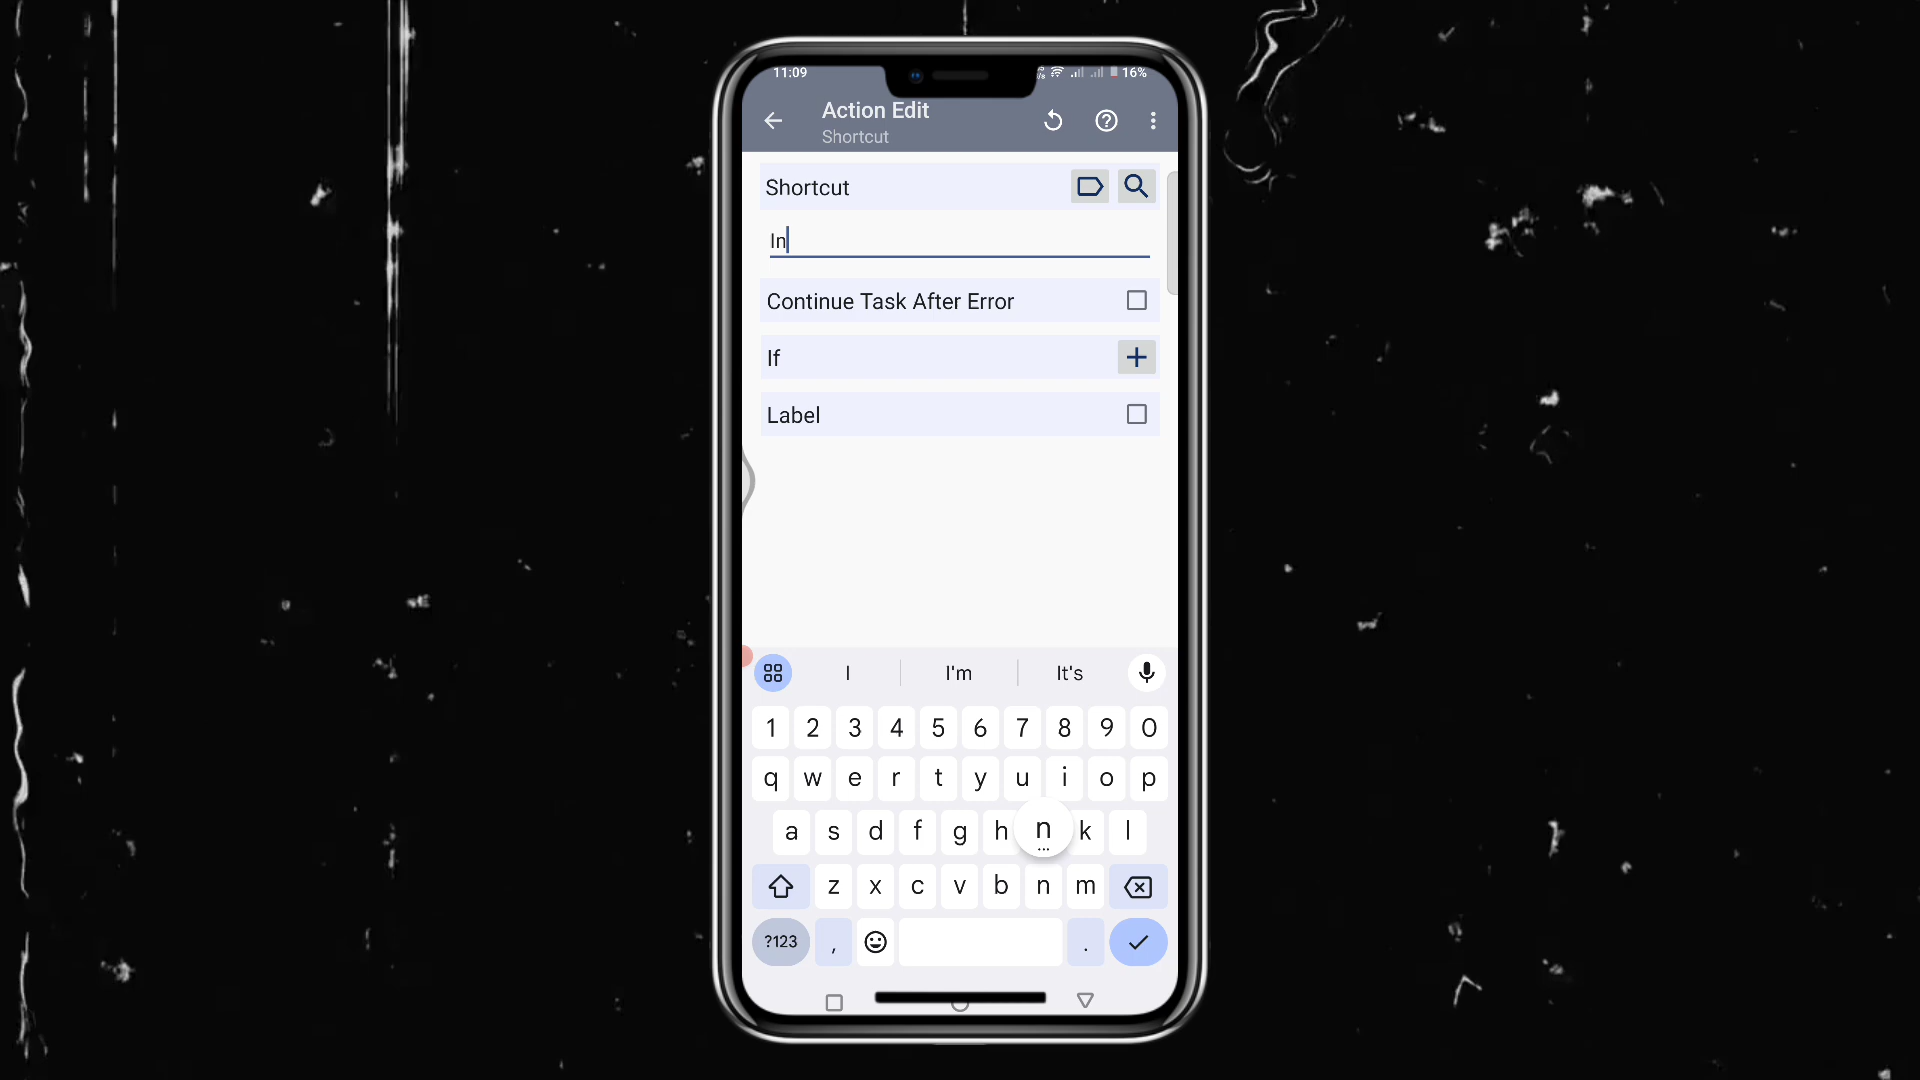 11:09
16%
Action Edit
Shortcut
Shortcut
In
Continue Task After Error
If
Label
I I'm It's
1 2 3 4 5 6 7 8 9 0
q w e r t y u i o p
a s d f g h n k l
z x c v b n m
?123 , .